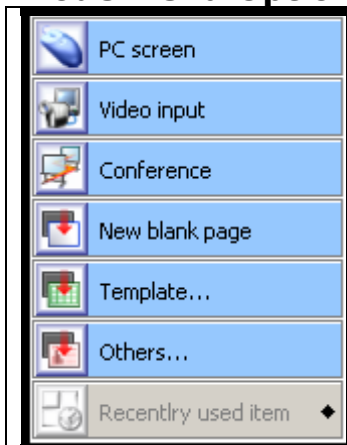 PC screen
Video input
Conference
New blank page
Template...
Others...
Recentlry used item